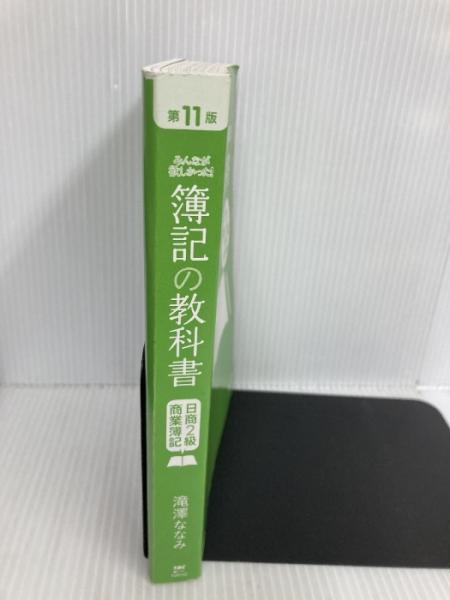 第11版
みんなが
欲しかった!
簿記の教科書
日商2級
商業簿記
滝澤ななみ
TAC